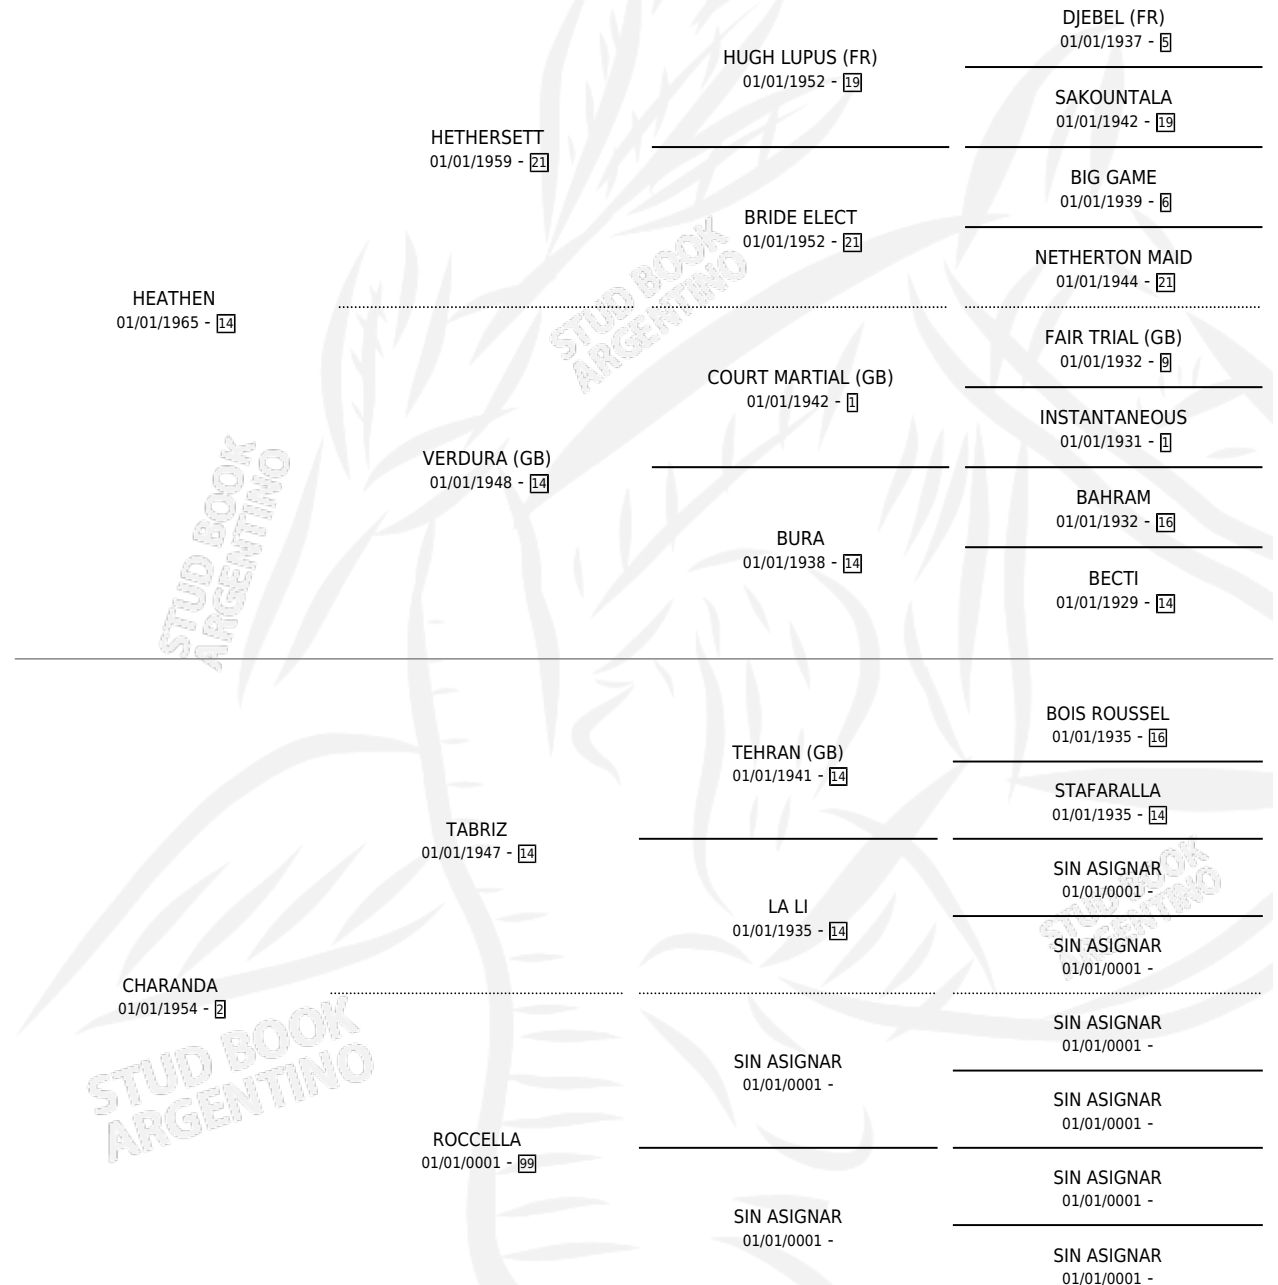 DJEBEL (FR)
01/01/1937 - 5
HUGH LUPUS (FR)
01/01/1952 - 19
SAKOUNTALA
01/01/1942 - 19
HETHERSETT
01/01/1959 - 21
BIG GAME
01/01/1939 - 6
BRIDE ELECT
01/01/1952 - 21
NETHERTON MAID
01/01/1944 - 21
HEATHEN
01/01/1965 - 14
FAIR TRIAL (GB)
01/01/1932 - 9
COURT MARTIAL (GB)
01/01/1942 - 1
INSTANTANEOUS
01/01/1931 - 1
VERDURA (GB)
01/01/1948 - 14
BAHRAM
01/01/1932 - 16
BURA
01/01/1938 - 14
BECTI
01/01/1929 - 14
BOIS ROUSSEL
01/01/1935 - 16
TEHRAN (GB)
01/01/1941 - 14
STAFARALLA
01/01/1935 - 14
TABRIZ
01/01/1947 - 14
SIN ASIGNAR
01/01/0001 -
LA LI
01/01/1935 - 14
SIN ASIGNAR
01/01/0001 -
CHARANDA
01/01/1954 - 2
SIN ASIGNAR
01/01/0001 -
SIN ASIGNAR
01/01/0001 -
SIN ASIGNAR
01/01/0001 -
ROCCELLA
01/01/0001 - 99
SIN ASIGNAR
01/01/0001 -
SIN ASIGNAR
01/01/0001 -
SIN ASIGNAR
01/01/0001 -
STUD BOOK
ARGENTINO
STUD BOOK
ARGENTINO
STUD BOOK
ARGENTINO
STUD BOOK
ARGENTINO